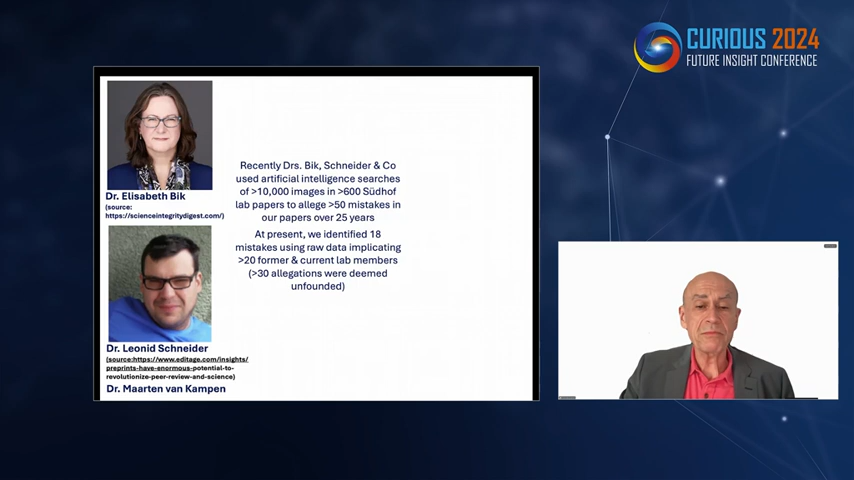 CURIOUS 2024
FUTURE INSIGHT CONFERENCE
Dr. Elisabeth Bik
(source:
https://scienceintegritydigest.com/)
Recently Drs. Bik, Schneider & Co
used artificial intelligence searches
of >10,000 images in >600 Südhof
lab papers to allege >50 mistakes in
our papers over 25 years
At present, we identified 18
mistakes using raw data implicating
>20 former & current lab members
(>30 allegations were deemed
unfounded)
Dr. Leonid Schneider
(source:https://www.editage.com/insights/
preprints-have-enormous-potential-to-
revolutionize-peer-review-and-science)
Dr. Maarten van Kampen